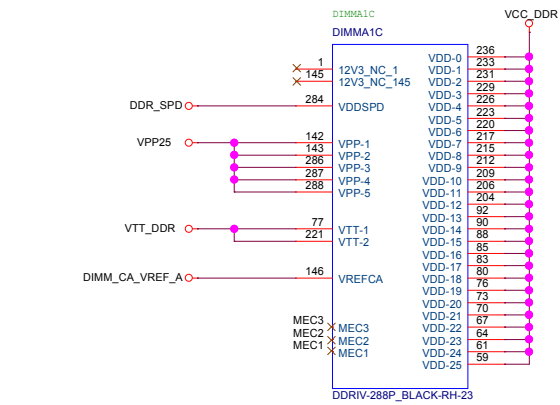 DIMMA1C
VCC_DDR
DIMMA1C
1 12V3_NC_1
145 12V3_NC_145
DDR_SPD 284 VDDSPD
VPP25 142 VPP-1
143 VPP-2
286 VPP-3
287 VPP-4
288 VPP-5
VTT_DDR 77 VTT-1
221 VTT-2
DIMM_CA_VREF_A 146 VREFCA
MEC3 MEC3
MEC2 MEC2
MEC1 MEC1
VDD-0 236
VDD-1 233
VDD-2 231
VDD-3 229
VDD-4 226
VDD-5 223
VDD-6 220
VDD-7 217
VDD-8 215
VDD-9 212
VDD-10 209
VDD-11 206
VDD-12 204
VDD-13 92
VDD-14 90
VDD-15 88
VDD-16 85
VDD-17 83
VDD-18 80
VDD-19 76
VDD-20 73
VDD-21 70
VDD-22 67
VDD-23 64
VDD-24 61
VDD-25 59
DDRIV-288P_BLACK-RH-23